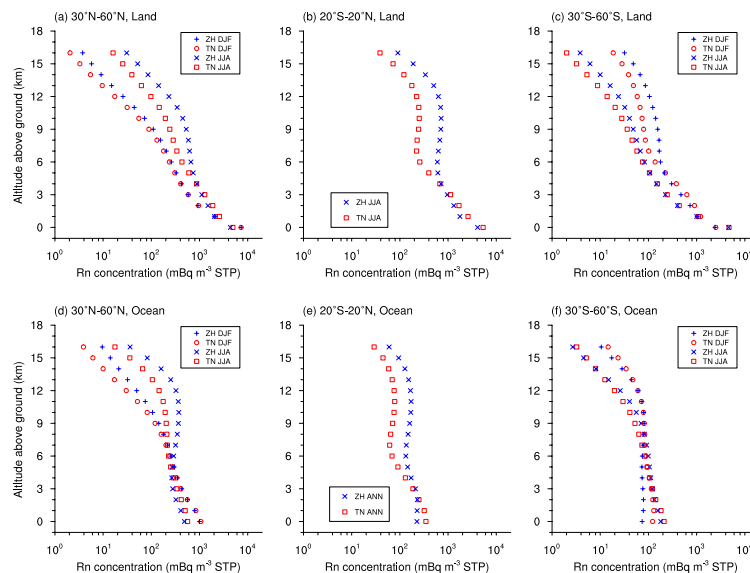 (a) 30°N-60°N, Land
(b) 20°S-20°N, Land
(c) 30°S-60°S, Land
18
16
14
12
9
6
3
0
Altitude above ground (km)
ZH DJF
TN DJF
ZH JJA
TN JJA
10⁰ 10¹ 10² 10³ 10⁴
Rn concentration (mBq m⁻³ STP)
18
15
12
9
6
3
0
ZH JJA
TN JJA
10⁰ 10¹ 10² 10³ 10⁴
Rn concentration (mBq m⁻³ STP)
18
15
12
9
6
3
0
ZH DJF
TN DJF
ZH JJA
TN JJA
10⁰ 10¹ 10² 10³
Rn concentration (mBq m⁻³ STP)
(d) 30°N-60°N, Ocean
(e) 20°S-20°N, Ocean
(f) 30°S-60°S, Ocean
18
16
14
12
9
6
3
0
Altitude above ground (km)
ZH DJF
TN DJF
ZH JJA
TN JJA
10⁰ 10¹ 10² 10³ 10⁴
Rn concentration (mBq m⁻³ STP)
18
15
12
9
6
3
0
ZH ANN
TN ANN
10⁰ 10¹ 10² 10³ 10⁴
Rn concentration (mBq m⁻³ STP)
18
15
12
9
6
3
0
ZH DJF
TN DJF
ZH JJA
TN JJA
10⁰ 10¹ 10² 10³
Rn concentration (mBq m⁻³ STP)